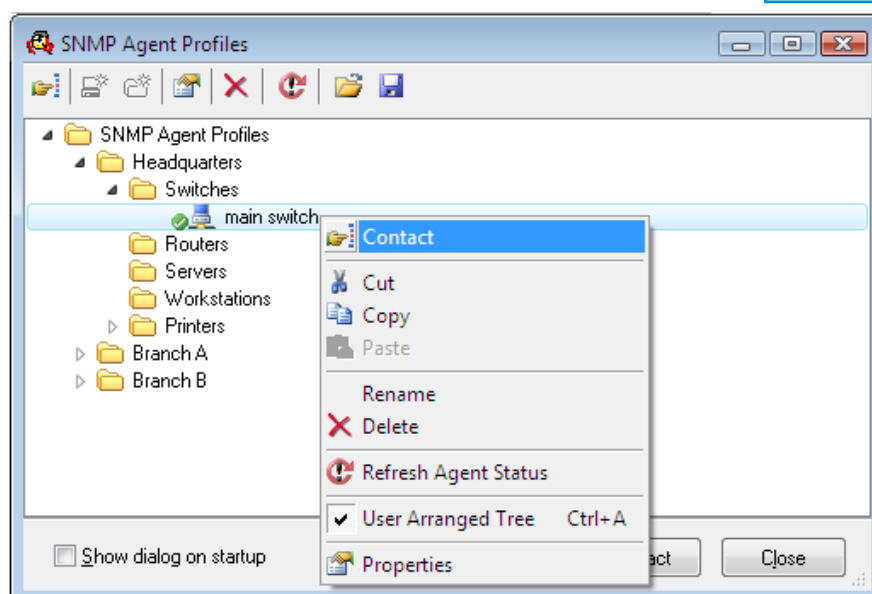 SNMP Agent Profiles
SNMP Agent Profiles
Headquarters
Switches
main switch
Contact
Routers
Servers
Cut
Workstations
Copy
Printers
Paste
Branch A
Branch B
Rename
Delete
Refresh Agent Status
User Arranged Tree Ctrl+A
Show dialog on startup
Properties
Close